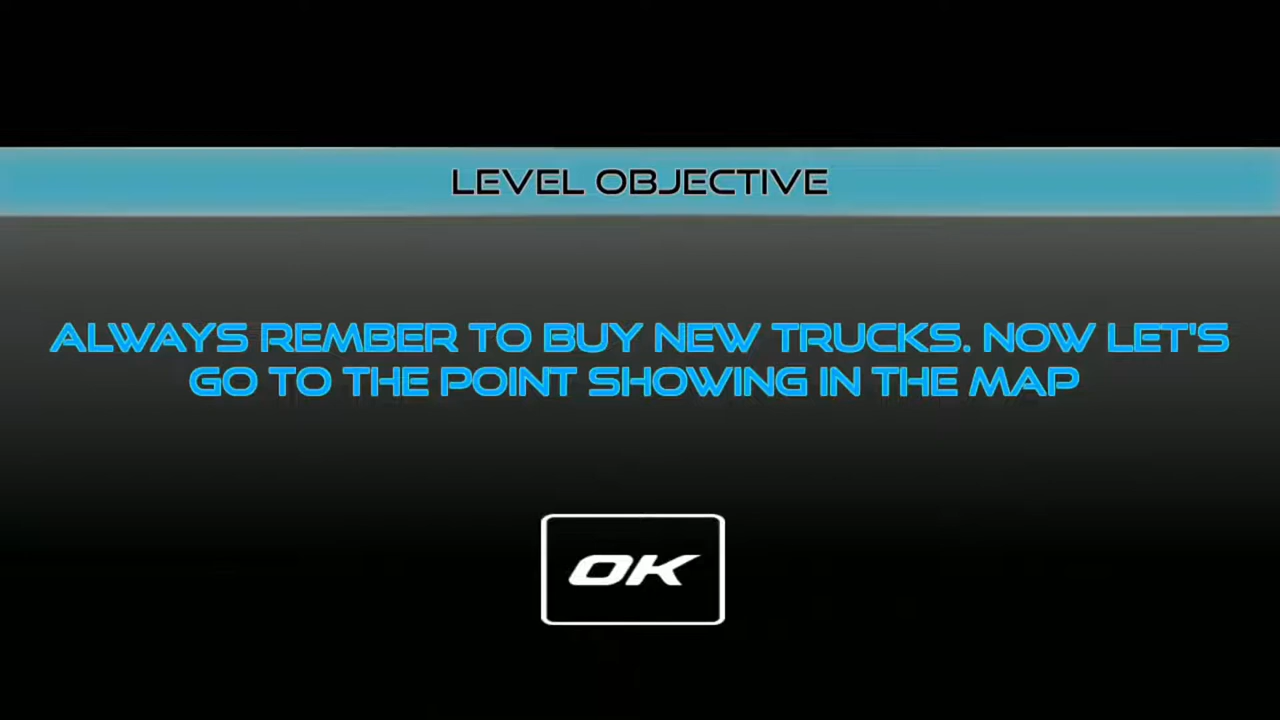 LEVEL OBJECTIVE
ALWAYS REMBER TO BUY NEW TRUCKS. NOW LET'S
GO TO THE POINT SHOWING IN THE MAP
OK